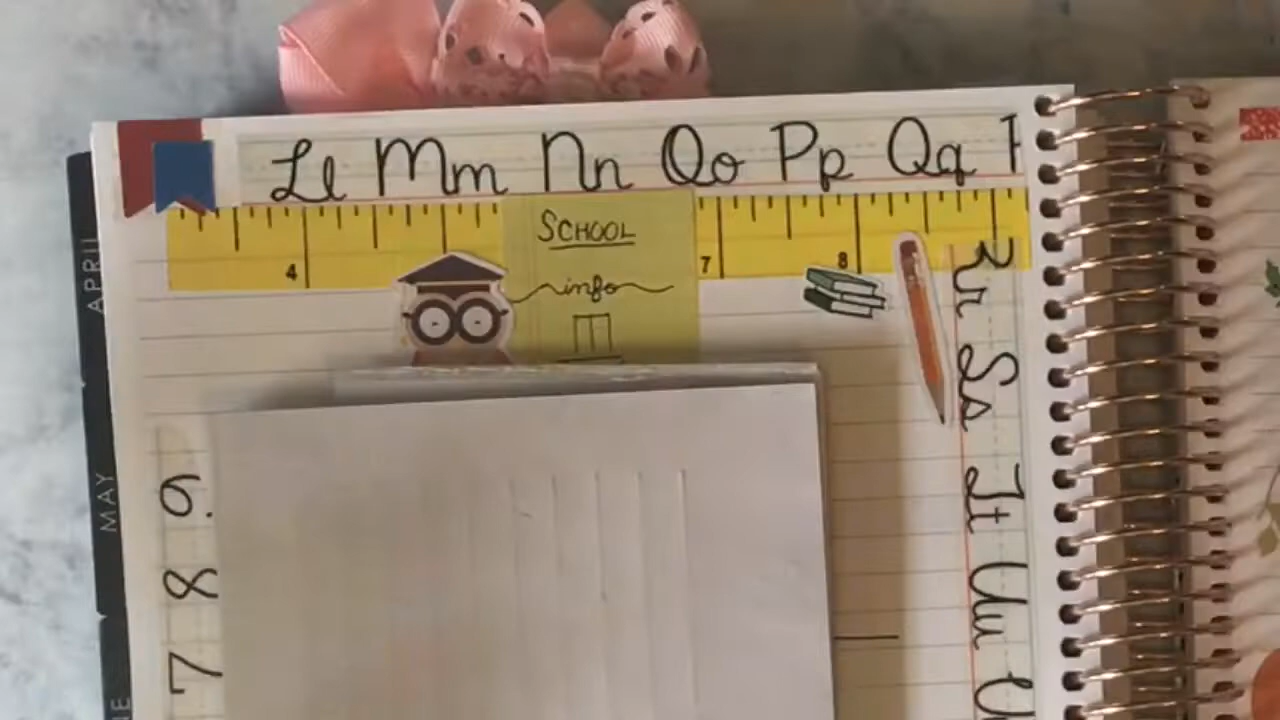 Ll Mm Nn Oo Pp Qq
4 7 8
SCHOOL
info
APRIL
Rr Ss Tt Uu
MAY
9.
8
7